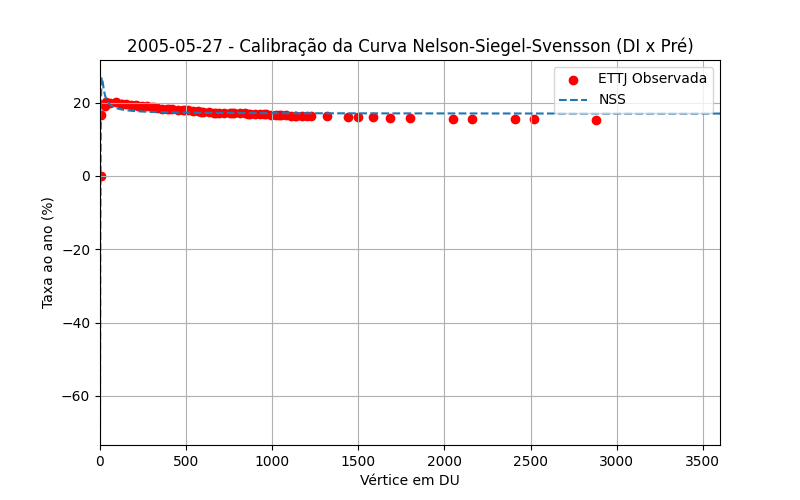 2005-05-27 - Calibração da Curva Nelson-Siegel-Svensson (DI x Pré)
ETTJ Observada
NSS
20
0
−20
−40
−60
Taxa ao ano (%)
0 500 1000 1500 2000 2500 3000 3500
Vértice em DU